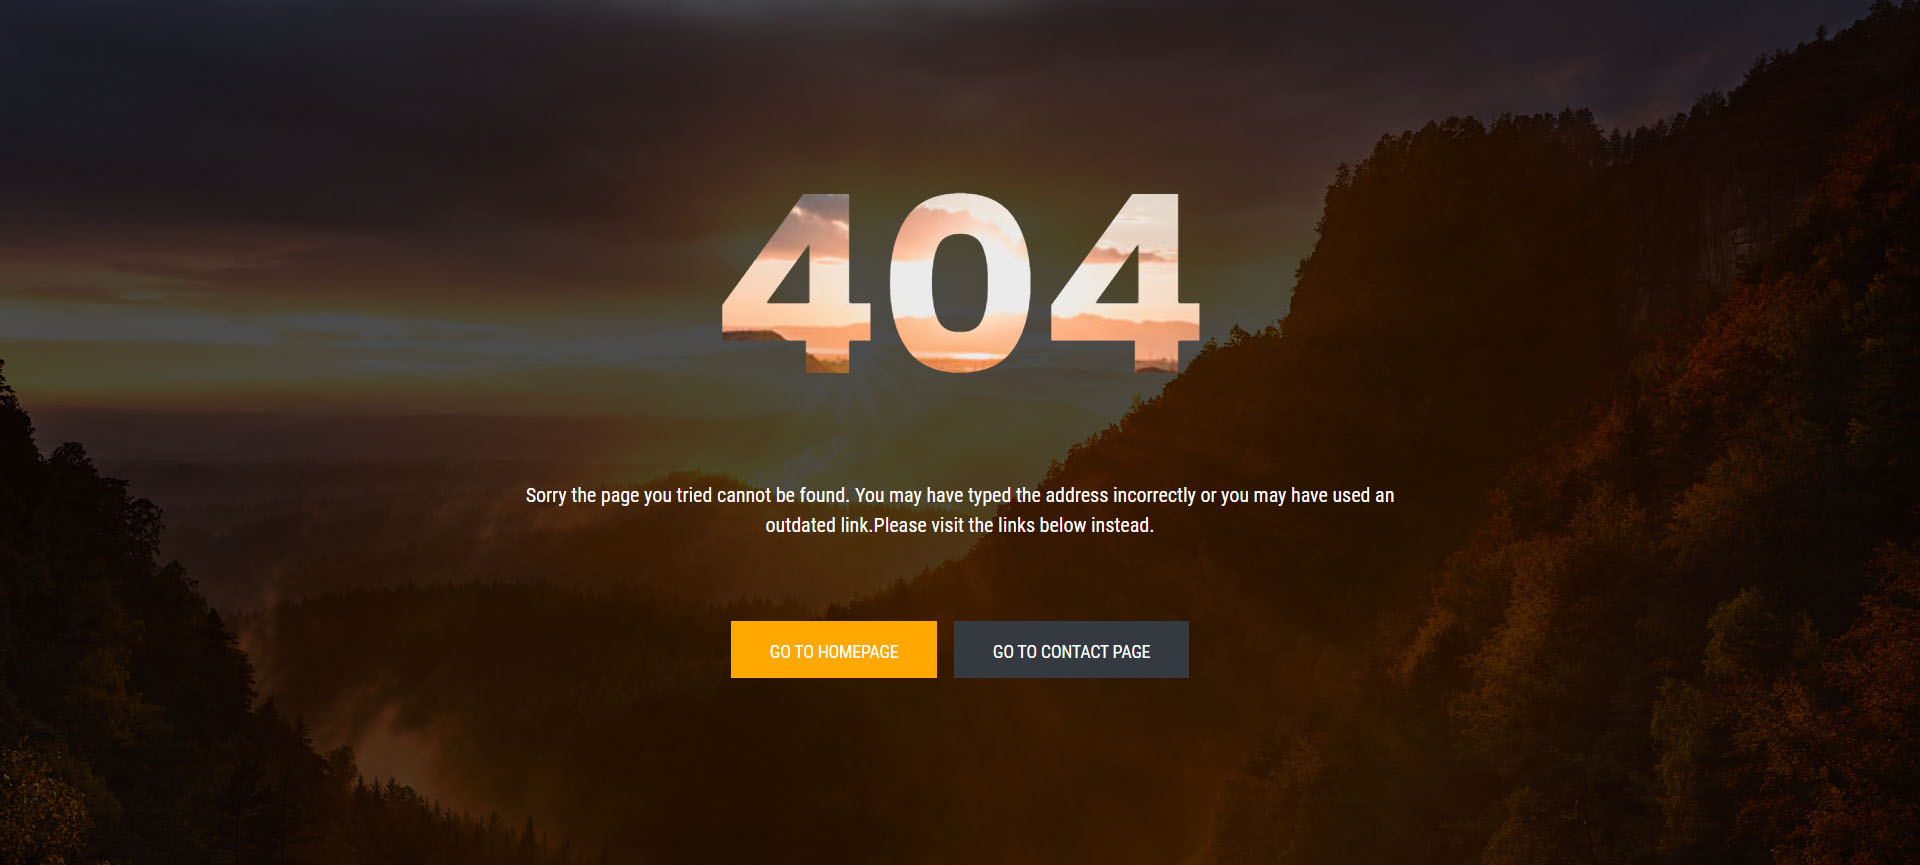 404
Sorry the page you tried cannot be found. You may have typed the address incorrectly or you may have used an
outdated link.Please visit the links below instead.
GO TO HOMEPAGE
GO TO CONTACT PAGE